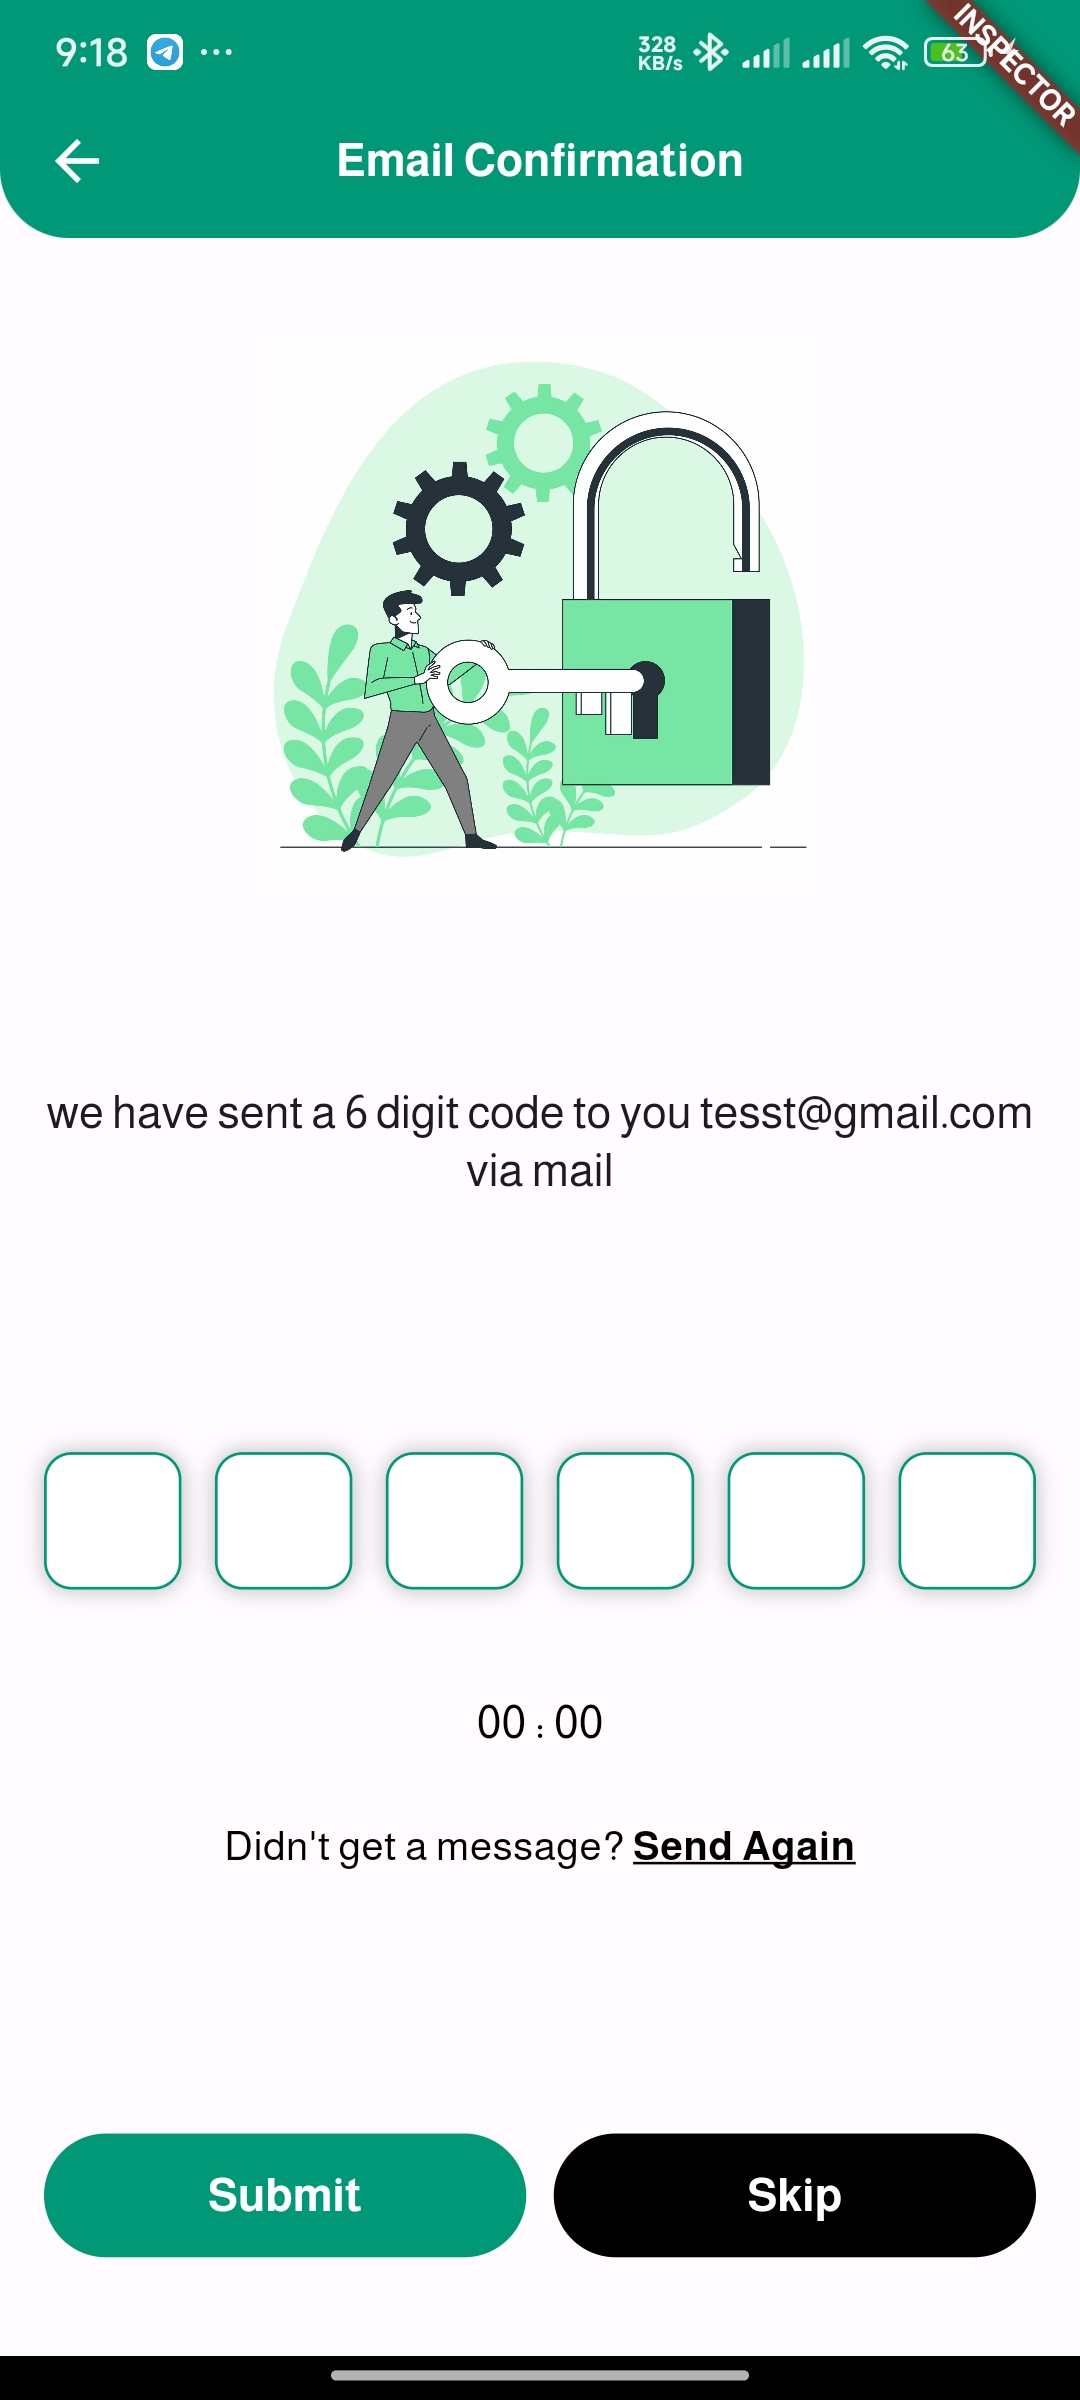 9:18
328
KB/s
63
INSPECTOR
Email Confirmation
we have sent a 6 digit code to you tesst@gmail.com
via mail
00 : 00
Didn't get a message? Send Again
Submit
Skip